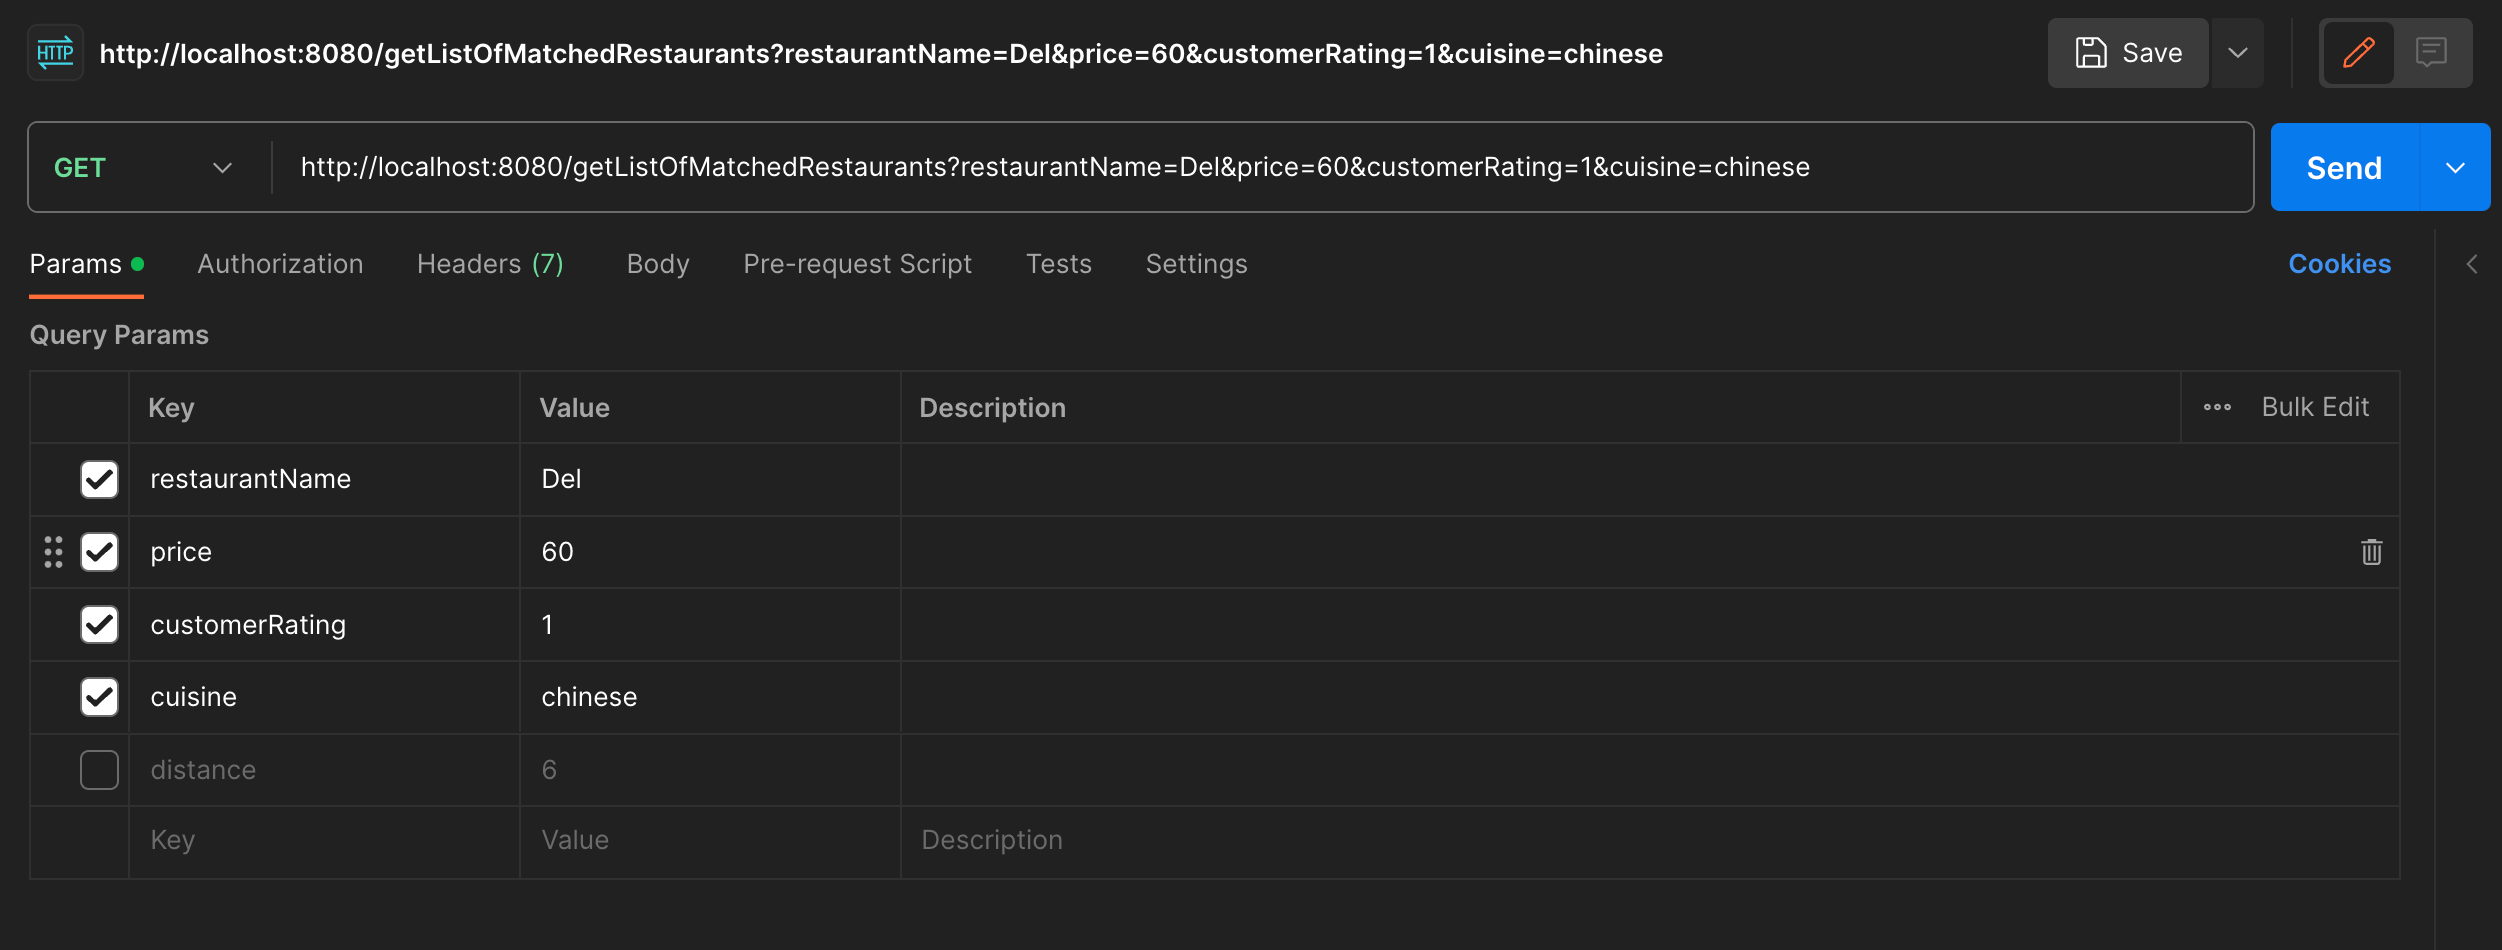 HTTP http://localhost:8080/getListOfMatchedRestaurants?restaurantName=Del&price=60&customerRating=1&cuisine=chinese Save
GET http://localhost:8080/getListOfMatchedRestaurants?restaurantName=Del&price=60&customerRating=1&cuisine=chinese Send
Params Authorization Headers (7) Body Pre-request Script Tests Settings Cookies
Query Params
Key Value Description Bulk Edit
restaurantName Del
price 60
customerRating 1
cuisine chinese
distance 6
Key Value Description